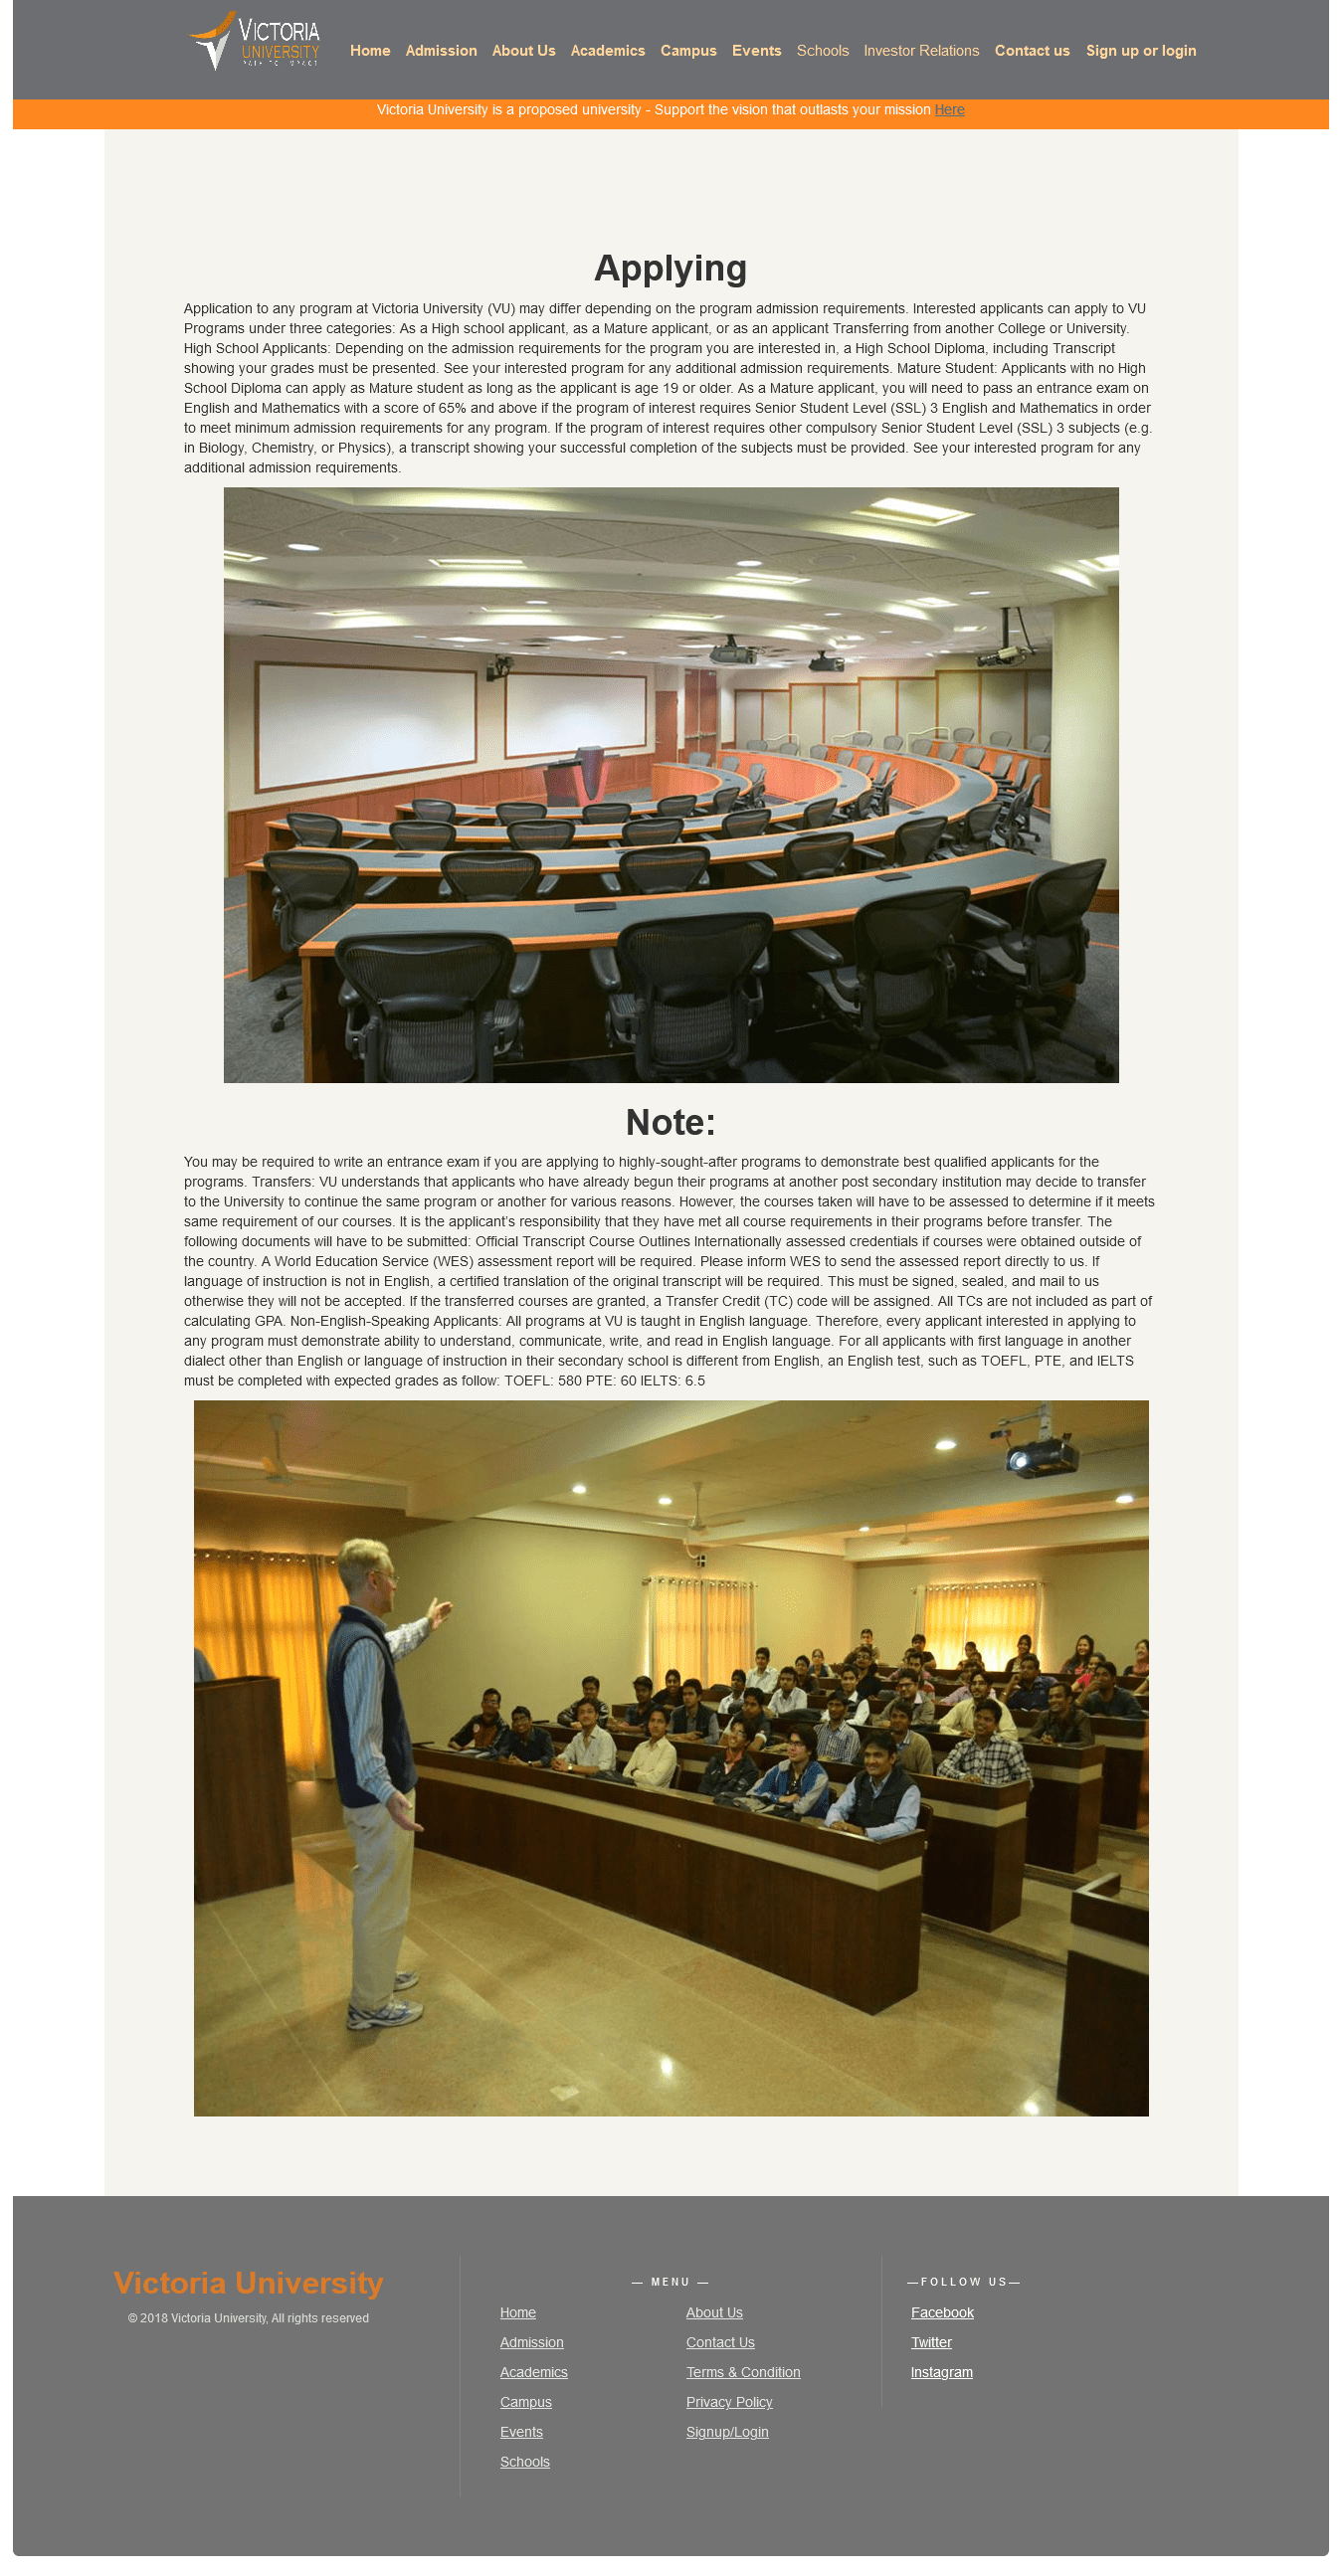 VICTORIA
UNIVERSITY
Home Admission About Us Academics Campus Events Schools Investor Relations Contact us Sign up or login
Victoria University is a proposed university - Support the vision that outlasts your mission Here
Applying
Application to any program at Victoria University (VU) may differ depending on the program admission requirements. Interested applicants can apply to VU
Programs under three categories: As a High school applicant, as a Mature applicant, or as an applicant Transferring from another College or University.
High School Applicants: Depending on the admission requirements for the program you are interested in, a High School Diploma, including Transcript
showing your grades must be presented. See your interested program for any additional admission requirements. Mature Student: Applicants with no High
School Diploma can apply as Mature student as long as the applicant is age 19 or older. As a Mature applicant, you will need to pass an entrance exam on
English and Mathematics with a score of 65% and above if the program of interest requires Senior Student Level (SSL) 3 English and Mathematics in order
to meet minimum admission requirements for any program. If the program of interest requires other compulsory Senior Student Level (SSL) 3 subjects (e.g.
in Biology, Chemistry, or Physics), a transcript showing your successful completion of the subjects must be provided. See your interested program for any
additional admission requirements.
Note:
You may be required to write an entrance exam if you are applying to highly-sought-after programs to demonstrate best qualified applicants for the
programs. Transfers: VU understands that applicants who have already begun their programs at another post secondary institution may decide to transfer
to the University to continue the same program or another for various reasons. However, the courses taken will have to be assessed to determine if it meets
same requirement of our courses. It is the applicant’s responsibility that they have met all course requirements in their programs before transfer. The
following documents will have to be submitted: Official Transcript Course Outlines Internationally assessed credentials if courses were obtained outside of
the country. A World Education Service (WES) assessment report will be required. Please inform WES to send the assessed report directly to us. If
language of instruction is not in English, a certified translation of the original transcript will be required. This must be signed, sealed, and mail to us
otherwise they will not be accepted. If the transferred courses are granted, a Transfer Credit (TC) code will be assigned. All TCs are not included as part of
calculating GPA. Non-English-Speaking Applicants: All programs at VU is taught in English language. Therefore, every applicant interested in applying to
any program must demonstrate ability to understand, communicate, write, and read in English language. For all applicants with first language in another
dialect other than English or language of instruction in their secondary school is different from English, an English test, such as TOEFL, PTE, and IELTS
must be completed with expected grades as follow: TOEFL: 580 PTE: 60 IELTS: 6.5
Victoria University
© 2018 Victoria University, All rights reserved
— MENU —
Home
Admission
Academics
Campus
Events
Schools
About Us
Contact Us
Terms & Condition
Privacy Policy
Signup/Login
—FOLLOW US—
Facebook
Twitter
Instagram